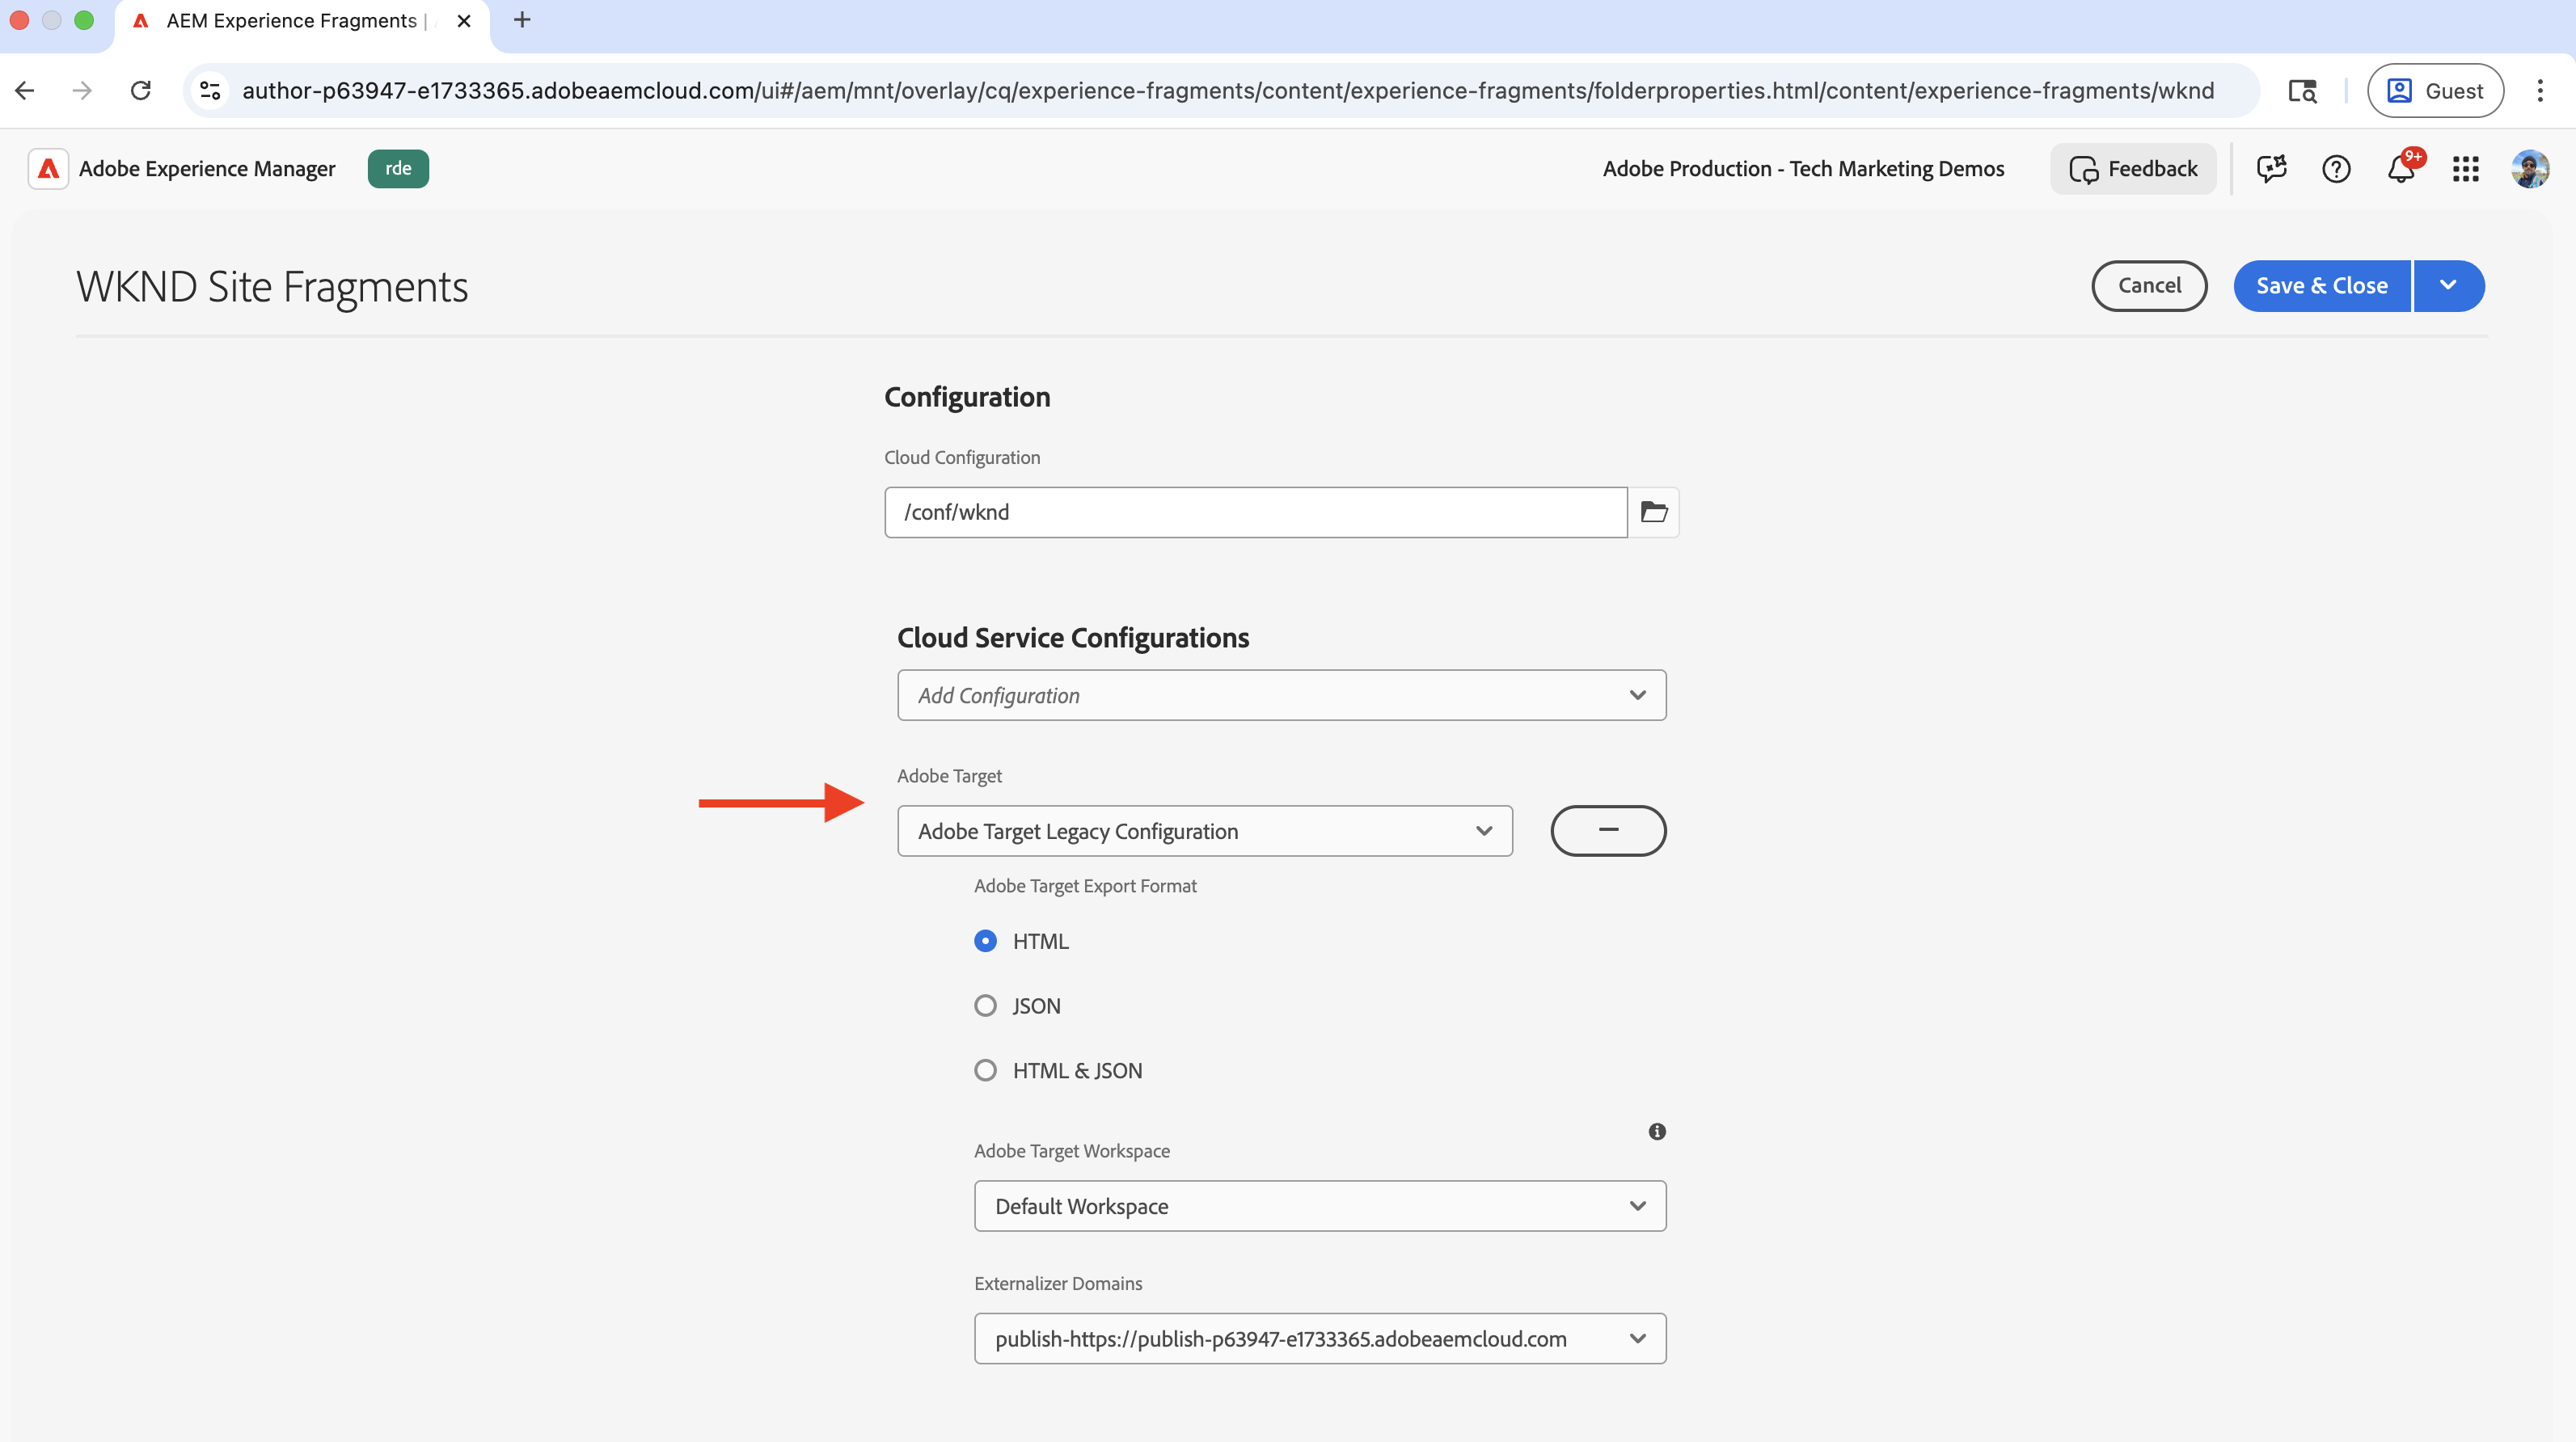 AEM Experience Fragments |
author-p63947-e1733365.adobeaemcloud.com/ui#/aem/mnt/overlay/cq/experience-fragments/content/experience-fragments/folderproperties.html/content/experience-fragments/wknd
Guest
Adobe Experience Manager
rde
Adobe Production - Tech Marketing Demos
Feedback
9+
WKND Site Fragments
Cancel
Save & Close
Configuration
Cloud Configuration
/conf/wknd
Cloud Service Configurations
Add Configuration
Adobe Target
Adobe Target Legacy Configuration
Adobe Target Export Format
HTML
JSON
HTML & JSON
Adobe Target Workspace
Default Workspace
Externalizer Domains
publish-https://publish-p63947-e1733365.adobeaemcloud.com